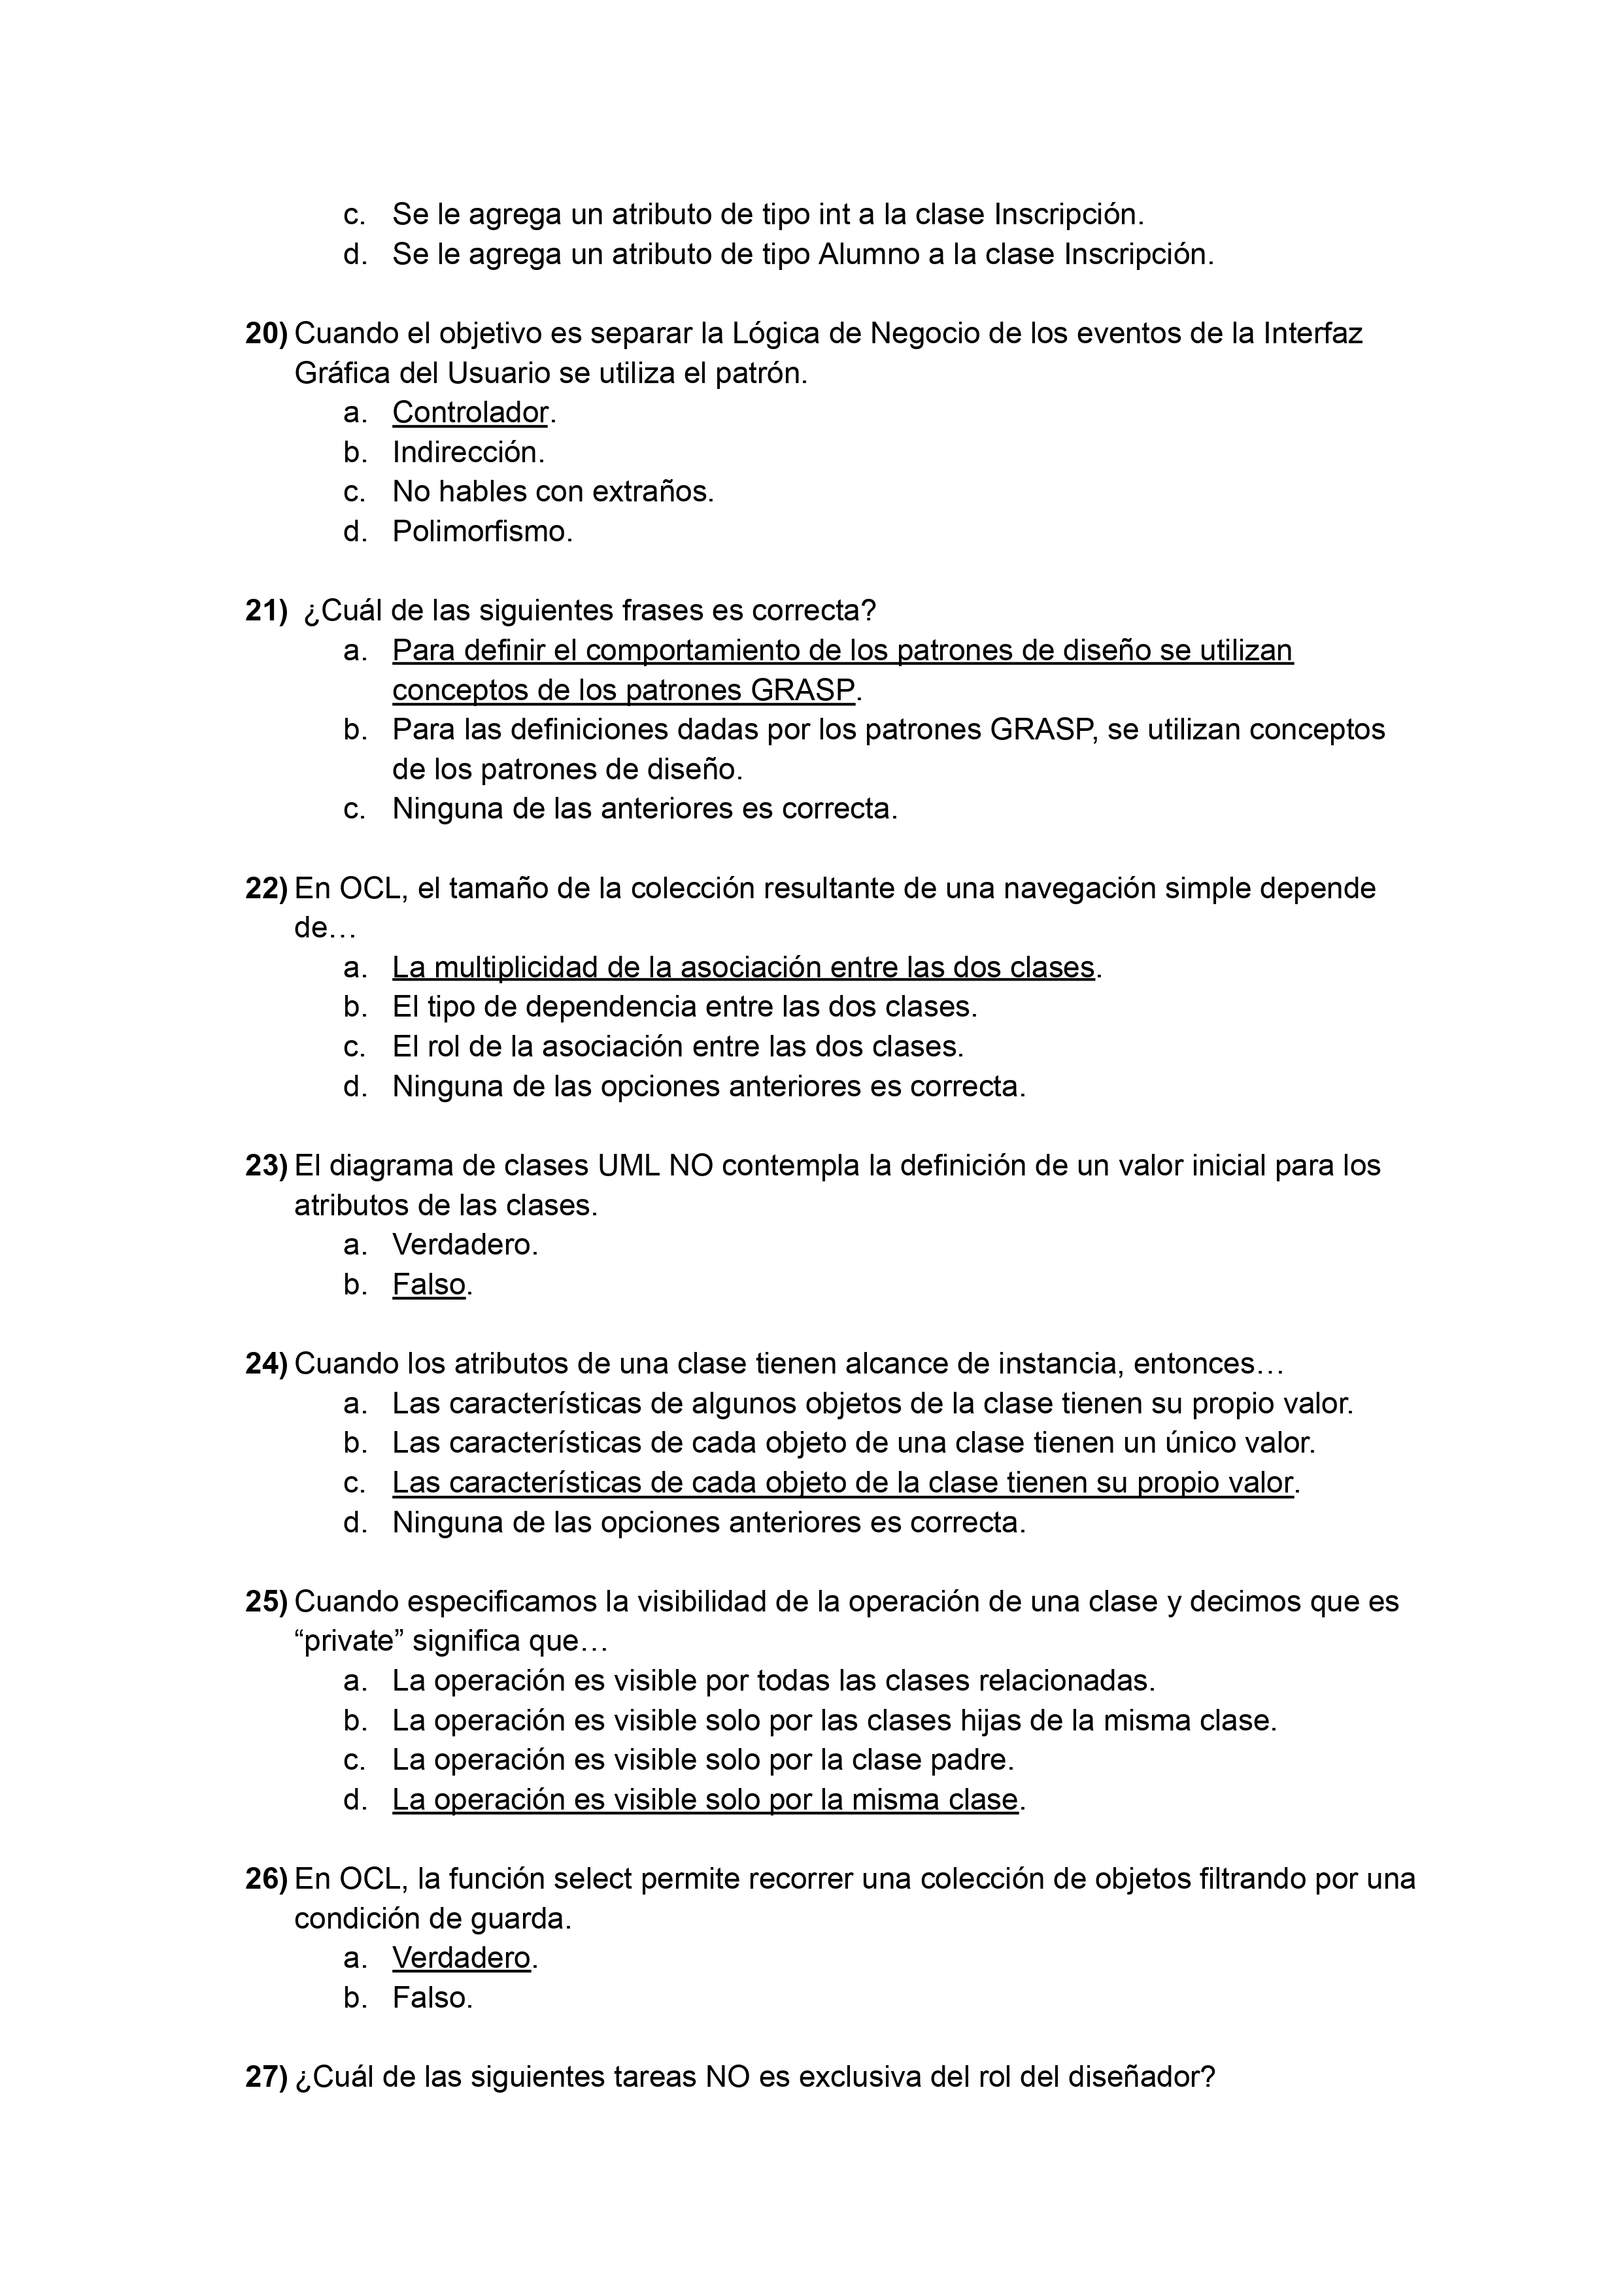 c. Se le agrega un atributo de tipo int a la clase Inscripción.
d. Se le agrega un atributo de tipo Alumno a la clase Inscripción.
20) Cuando el objetivo es separar la Lógica de Negocio de los eventos de la Interfaz
Gráfica del Usuario se utiliza el patrón.
a. Controlador.
b. Indirección.
c. No hables con extraños.
d. Polimorfismo.
21) ¿Cuál de las siguientes frases es correcta?
a. Para definir el comportamiento de los patrones de diseño se utilizan
conceptos de los patrones GRASP.
b. Para las definiciones dadas por los patrones GRASP, se utilizan conceptos
de los patrones de diseño.
c. Ninguna de las anteriores es correcta.
22) En OCL, el tamaño de la colección resultante de una navegación simple depende
de…
a. La multiplicidad de la asociación entre las dos clases.
b. El tipo de dependencia entre las dos clases.
c. El rol de la asociación entre las dos clases.
d. Ninguna de las opciones anteriores es correcta.
23) El diagrama de clases UML NO contempla la definición de un valor inicial para los
atributos de las clases.
a. Verdadero.
b. Falso.
24) Cuando los atributos de una clase tienen alcance de instancia, entonces…
a. Las características de algunos objetos de la clase tienen su propio valor.
b. Las características de cada objeto de una clase tienen un único valor.
c. Las características de cada objeto de la clase tienen su propio valor.
d. Ninguna de las opciones anteriores es correcta.
25) Cuando especificamos la visibilidad de la operación de una clase y decimos que es
“private” significa que…
a. La operación es visible por todas las clases relacionadas.
b. La operación es visible solo por las clases hijas de la misma clase.
c. La operación es visible solo por la clase padre.
d. La operación es visible solo por la misma clase.
26) En OCL, la función select permite recorrer una colección de objetos filtrando por una
condición de guarda.
a. Verdadero.
b. Falso.
27) ¿Cuál de las siguientes tareas NO es exclusiva del rol del diseñador?